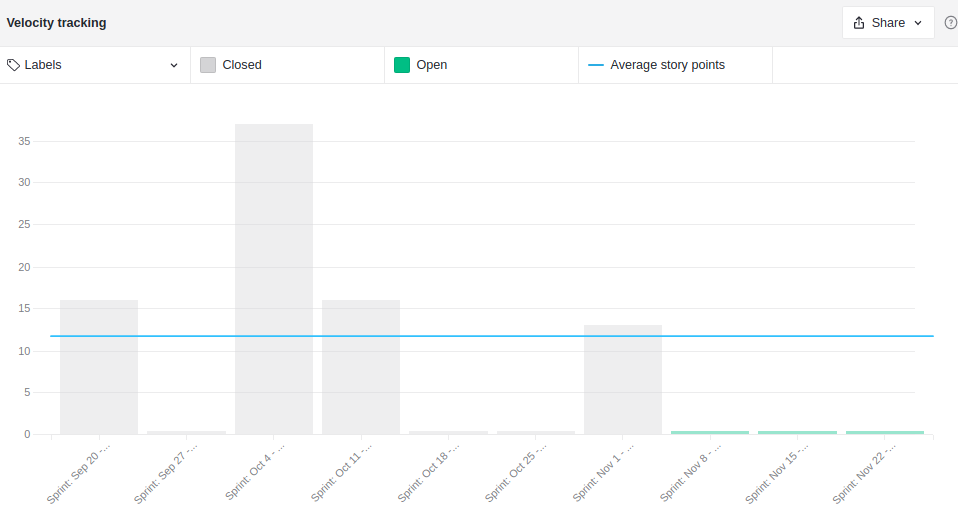 Velocity tracking
Share
?
Labels
Closed
Open
Average story points
35
30
25
20
15
10
5
0
Sprint: Sep 20 -...
Sprint: Sep 27 -...
Sprint: Oct 4 - ...
Sprint: Oct 11 -...
Sprint: Oct 18 -...
Sprint: Oct 25 -...
Sprint: Nov 1 - ...
Sprint: Nov 8 - ...
Sprint: Nov 15 -...
Sprint: Nov 22 -...